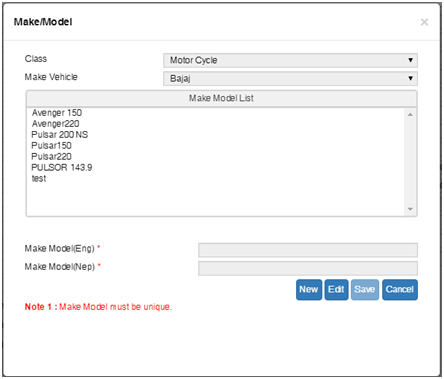 Make/Model ×
Class Motor Cycle
Make Vehicle Bajaj
Make Model List
Avenger 150
Avenger220
Pulsar 200 NS
Pulsar150
Pulsar220
PULSOR 143.9
test
Make Model(Eng) *
Make Model(Nep) *
New Edit Save Cancel
Note 1 : Make Model must be unique.